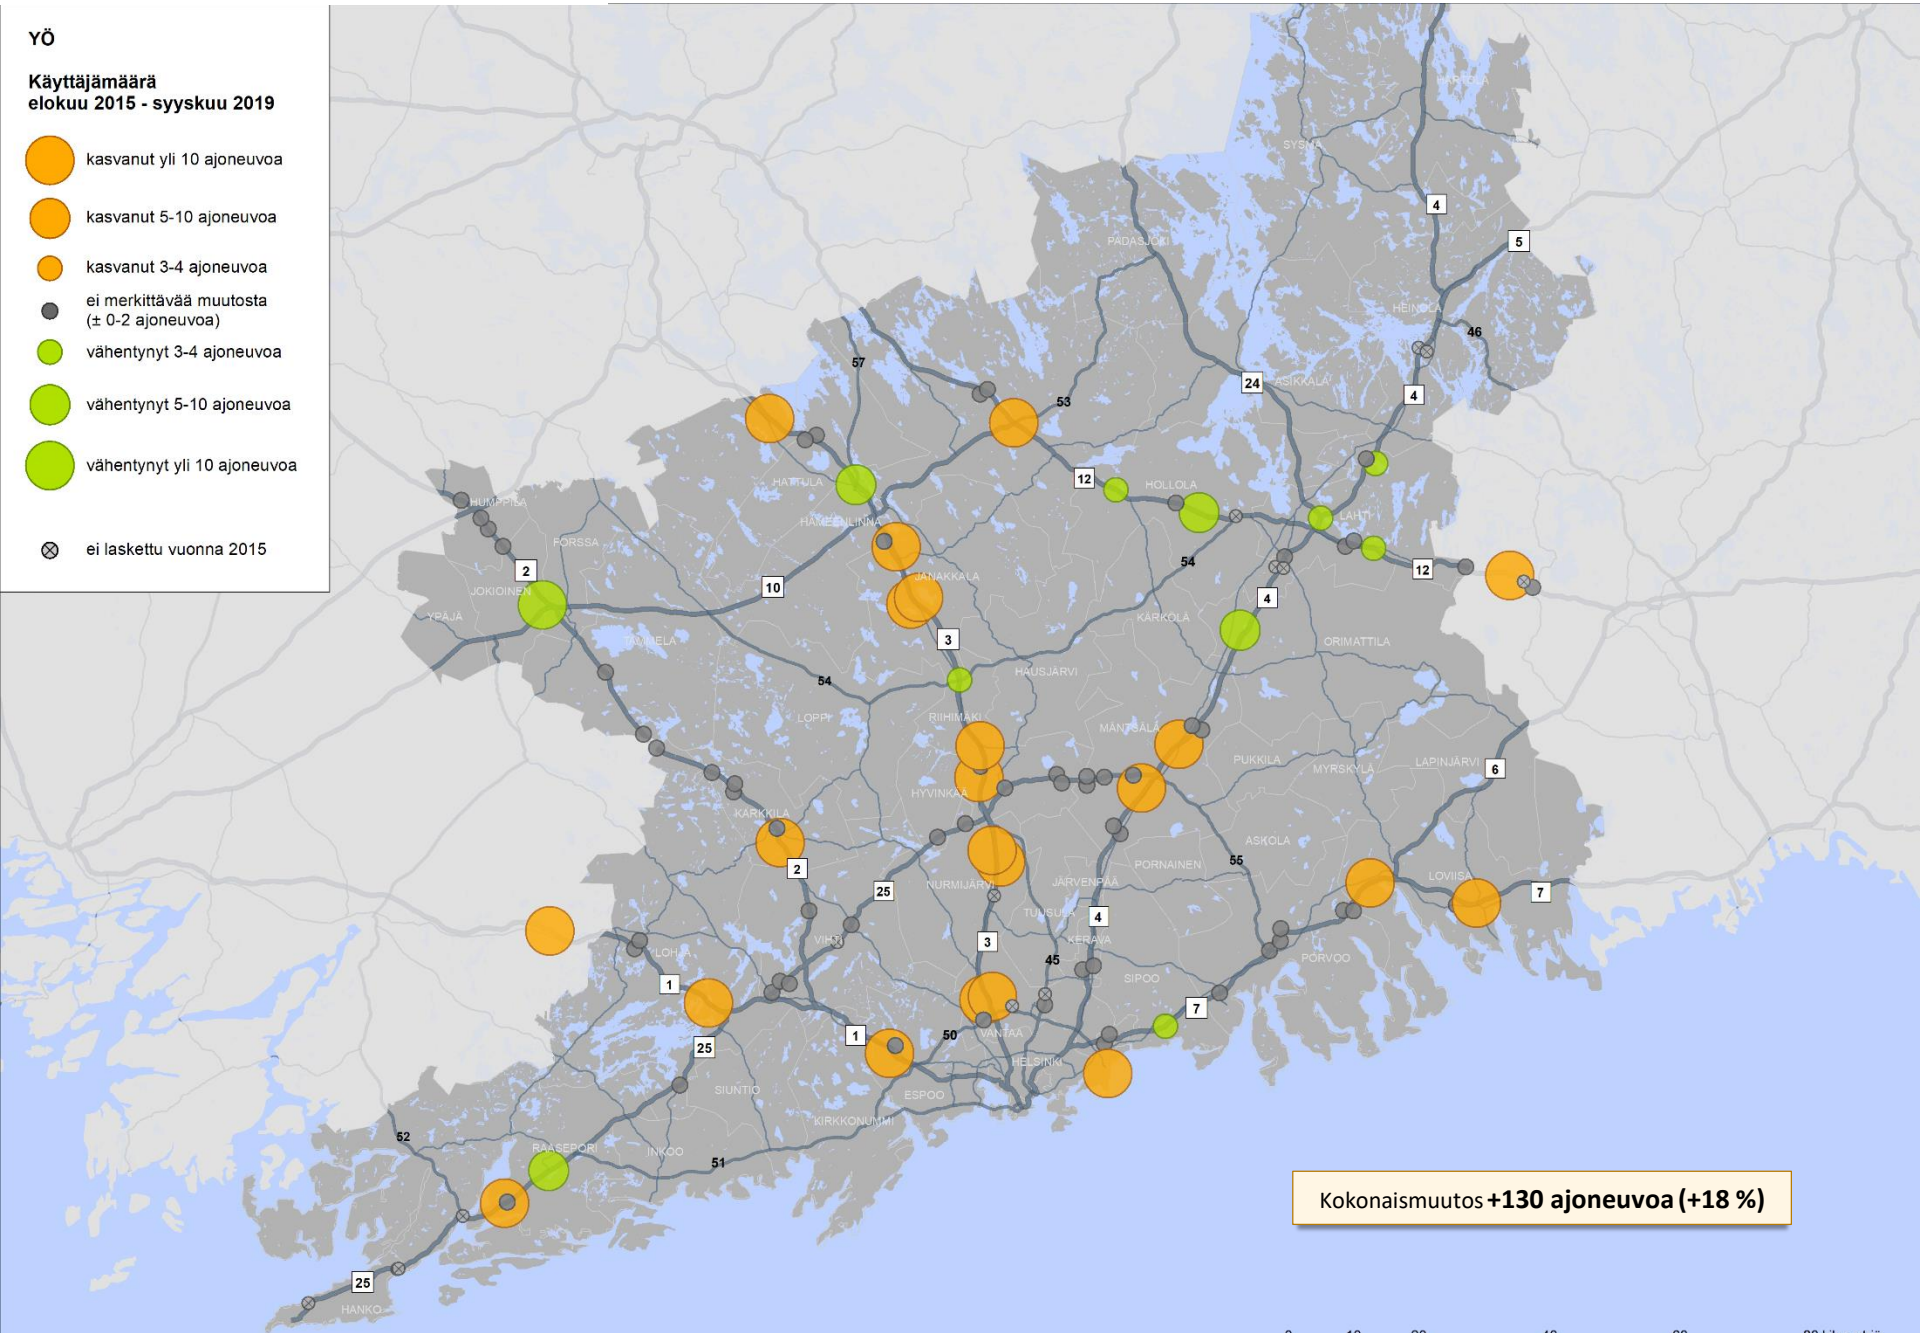 YÖ
Käyttäjämäärä
elokuu 2015 - syyskuu 2019
kasvanut yli 10 ajoneuvoa
kasvanut 5-10 ajoneuvoa
kasvanut 3-4 ajoneuvoa
ei merkittävää muutosta
(± 0-2 ajoneuvoa)
vähentynyt 3-4 ajoneuvoa
vähentynyt 5-10 ajoneuvoa
vähentynyt yli 10 ajoneuvoa
ei laskettu vuonna 2015
HARTOLA
SYSMÄ
4
PADASJOKI
5
HEINOLA
46
57
24
ASIKKALA
4
53
12
HOLLOLA
HATTULA
HUMPPILA
HÄMEENLINNA
LAHTI
FORSSA
54
2
12
JANAKKALA
10
JOKIOINEN
4
YPÄJÄ
KÄRKÖLÄ
TAMMELA
3
ORIMATTILA
HAUSJÄRVI
54
LOPPI
RIIHIMÄKI
MÄNTSÄLÄ
PUKKILA
MYRSKYLÄ
LAPINJÄRVI
6
HYVINKÄÄ
KARKKILA
ASKOLA
2
55
PORNAINEN
25
NURMIJÄRVI
JÄRVENPÄÄ
LOVIISA
7
TUUSULA
4
VIHTI
3
KERAVA
LOHJA
45
PORVOO
SIPOO
1
7
1
50
VANTAA
25
HELSINKI
SIUNTIO
ESPOO
KIRKKONUMMI
52
RAASEPORI
INKOO
51
Kokonaismuutos +130 ajoneuvoa (+18 %)
25
HANKO